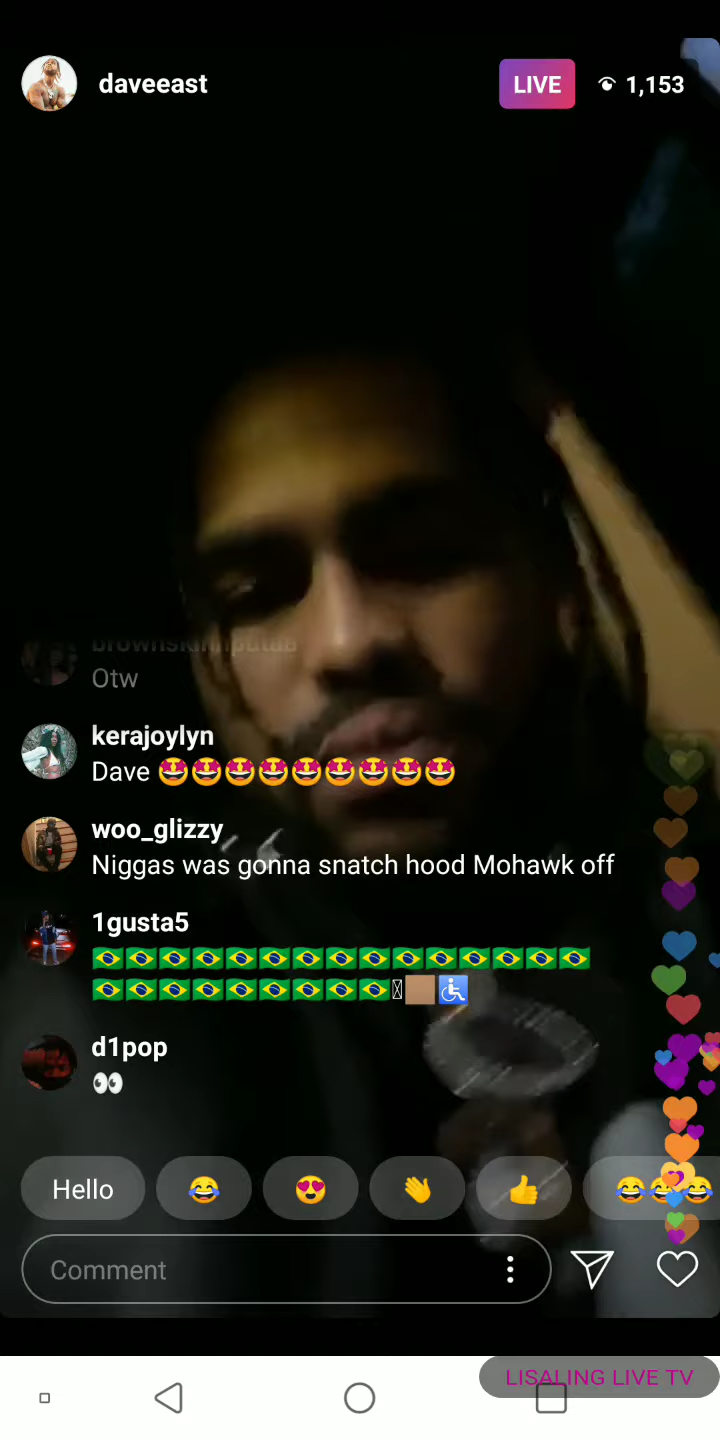 daveeast
LIVE
1,153
brownskinnputaa
Otw
kerajoylyn
Dave 🤩🤩🤩🤩🤩🤩🤩🤩🤩
woo_glizzy
Niggas was gonna snatch hood Mohawk off
1gusta5
🇧🇷🇧🇷🇧🇷🇧🇷🇧🇷🇧🇷🇧🇷🇧🇷🇧🇷🇧🇷🇧🇷🇧🇷🇧🇷🇧🇷🇧🇷
🇧🇷🇧🇷🇧🇷🇧🇷🇧🇷🇧🇷🇧🇷🇧🇷🇧🇷🏽♿
d1pop
👀
Hello 😂 😍 👋 👍 😂😂😂
Comment
LISALING LIVE TV